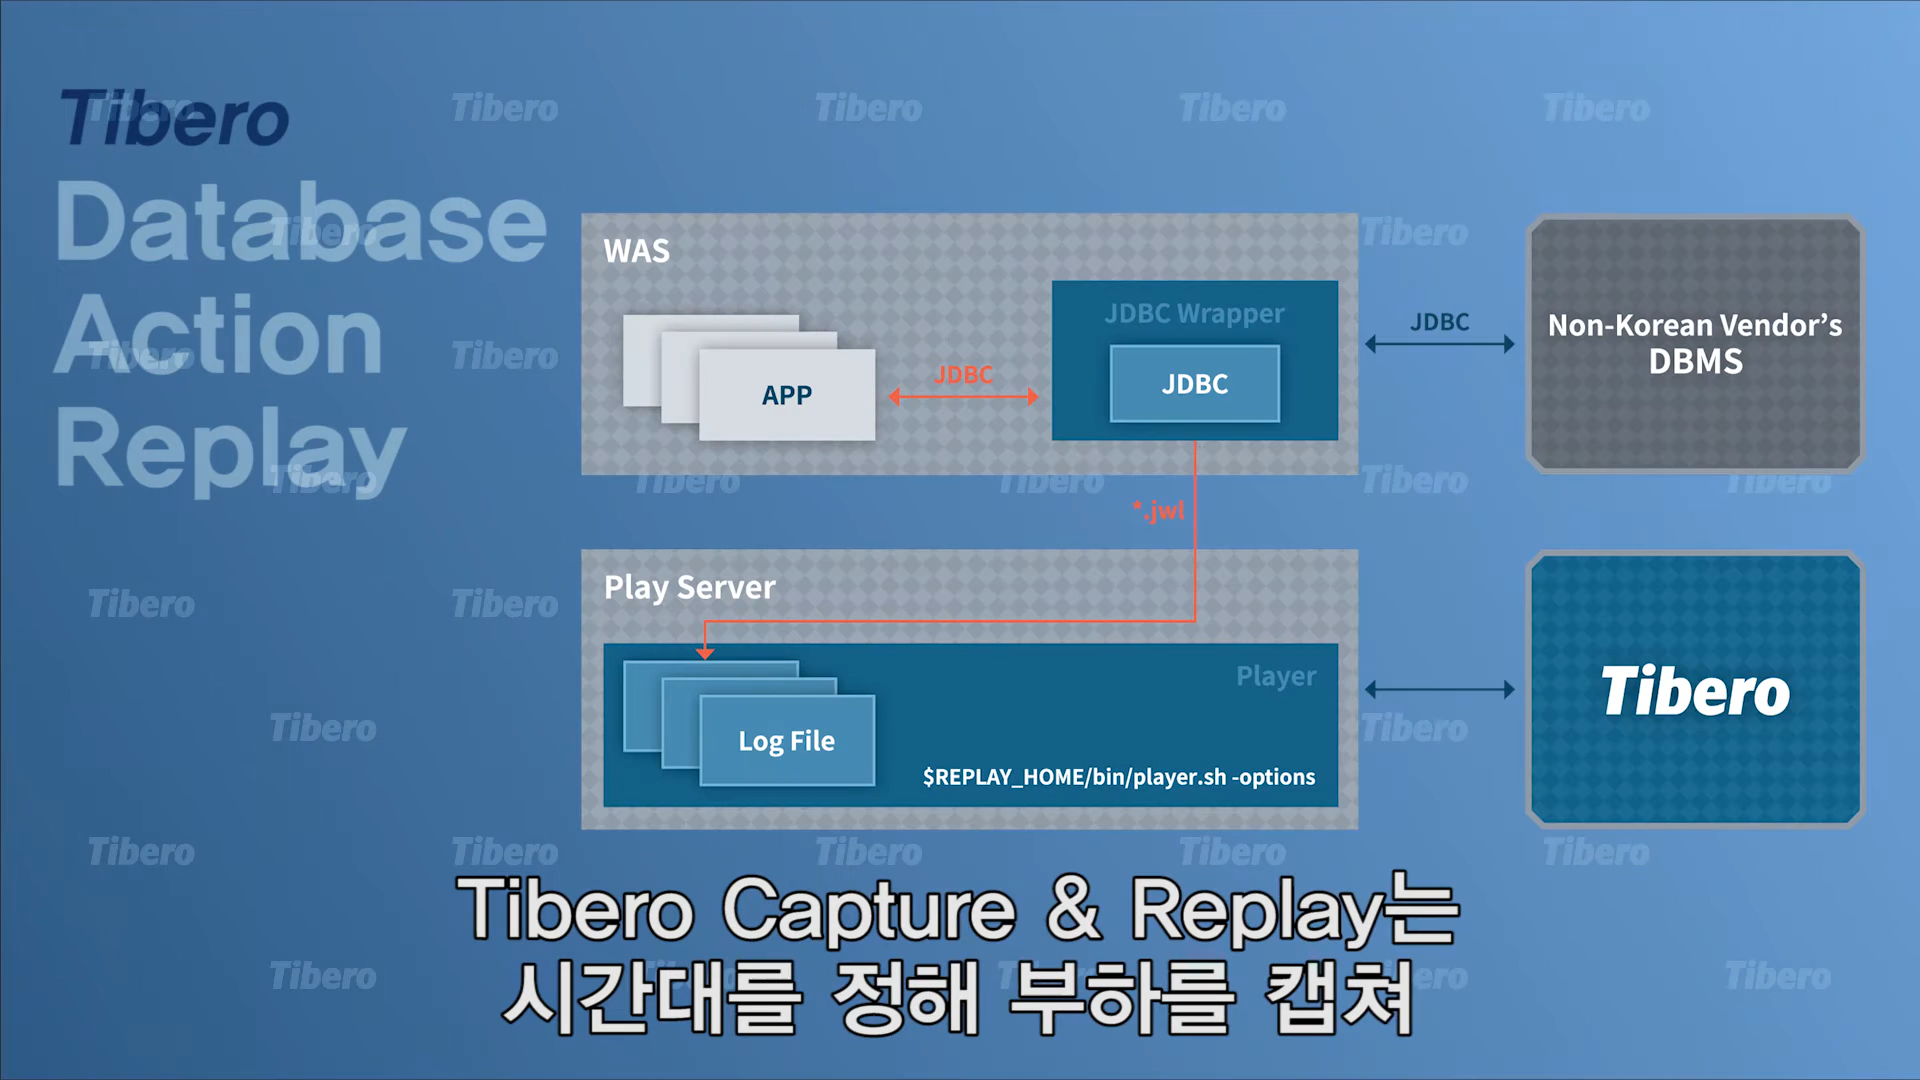 Tibero
Database
Action
Replay
WAS
APP
JDBC
JDBC Wrapper
JDBC
JDBC
Non-Korean Vendor’s
DBMS
*.jwl
Play Server
Player
Log File
$REPLAY_HOME/bin/player.sh -options
Tibero
Tibero Capture & Replay는
시간대를 정해 부하를 캡쳐